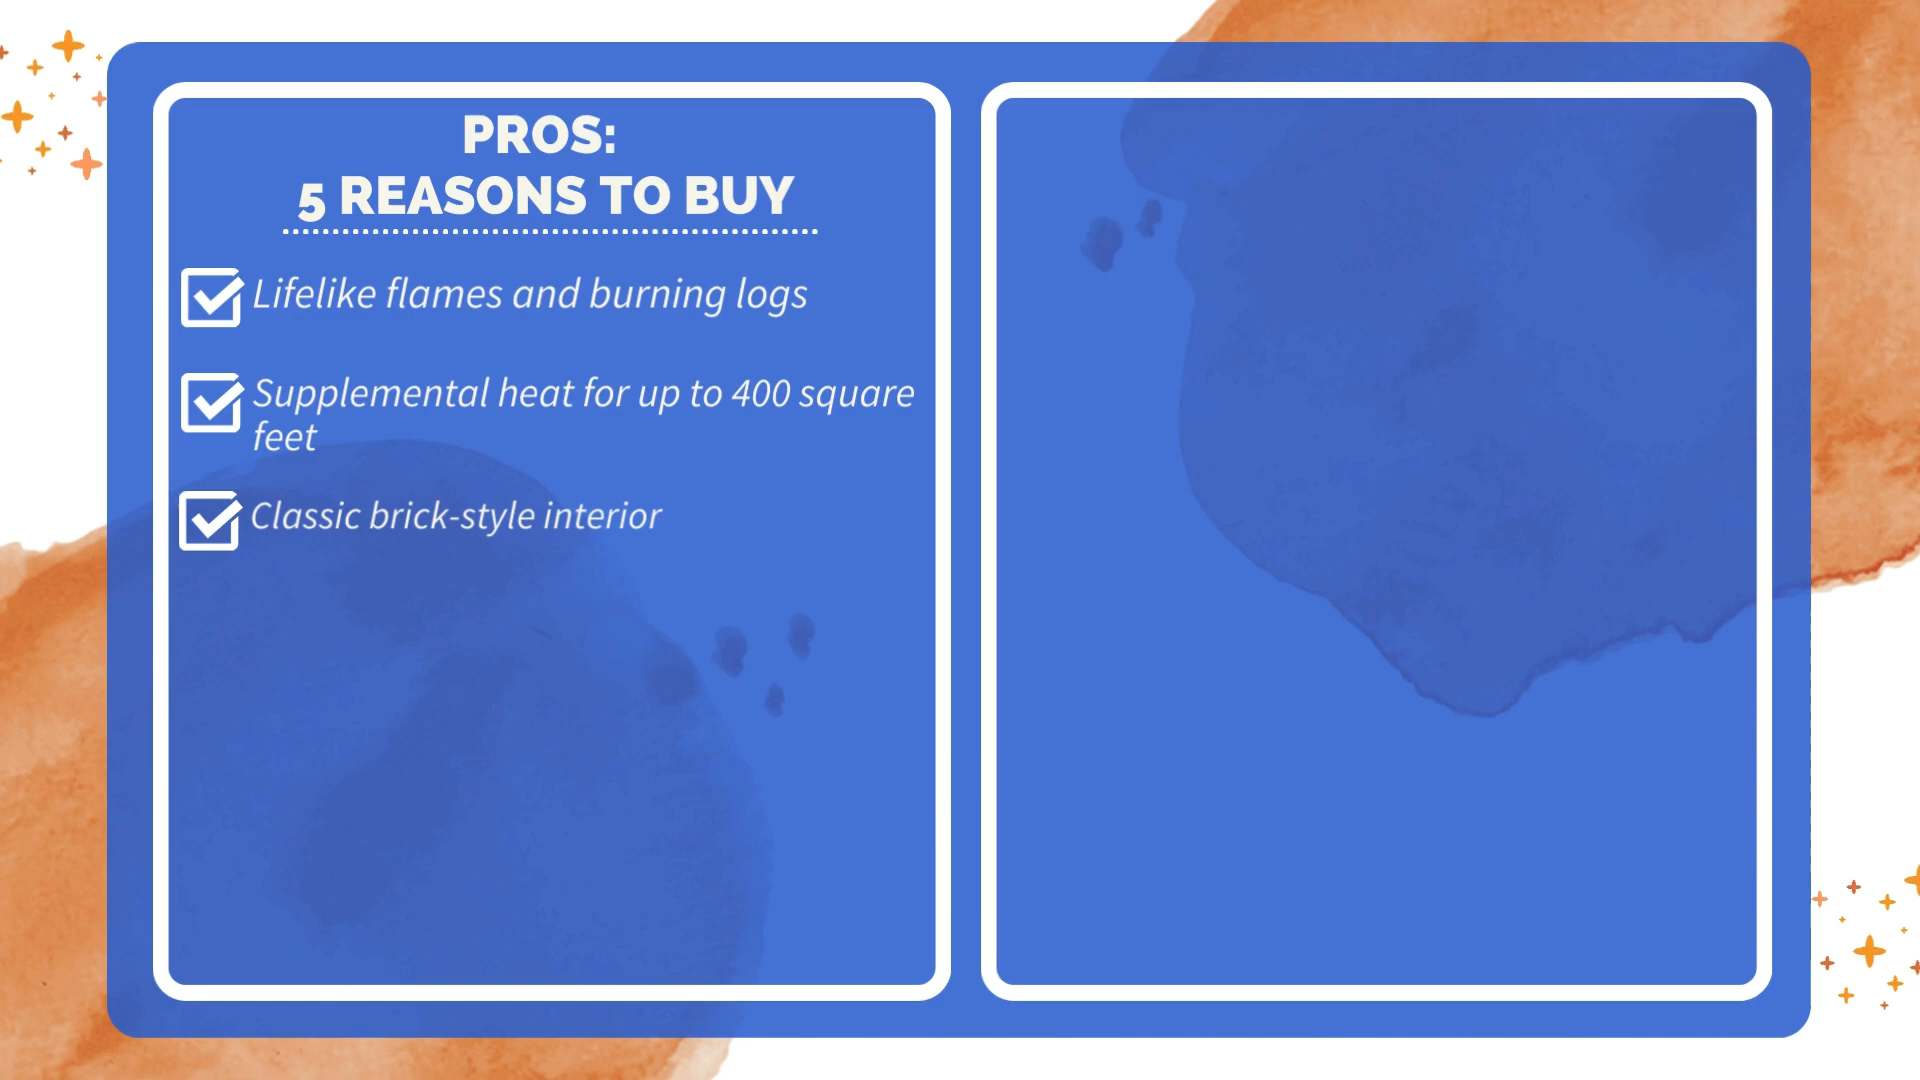 PROS:
5 REASONS TO BUY
Lifelike flames and burning logs
Supplemental heat for up to 400 square
feet
Classic brick-style interior